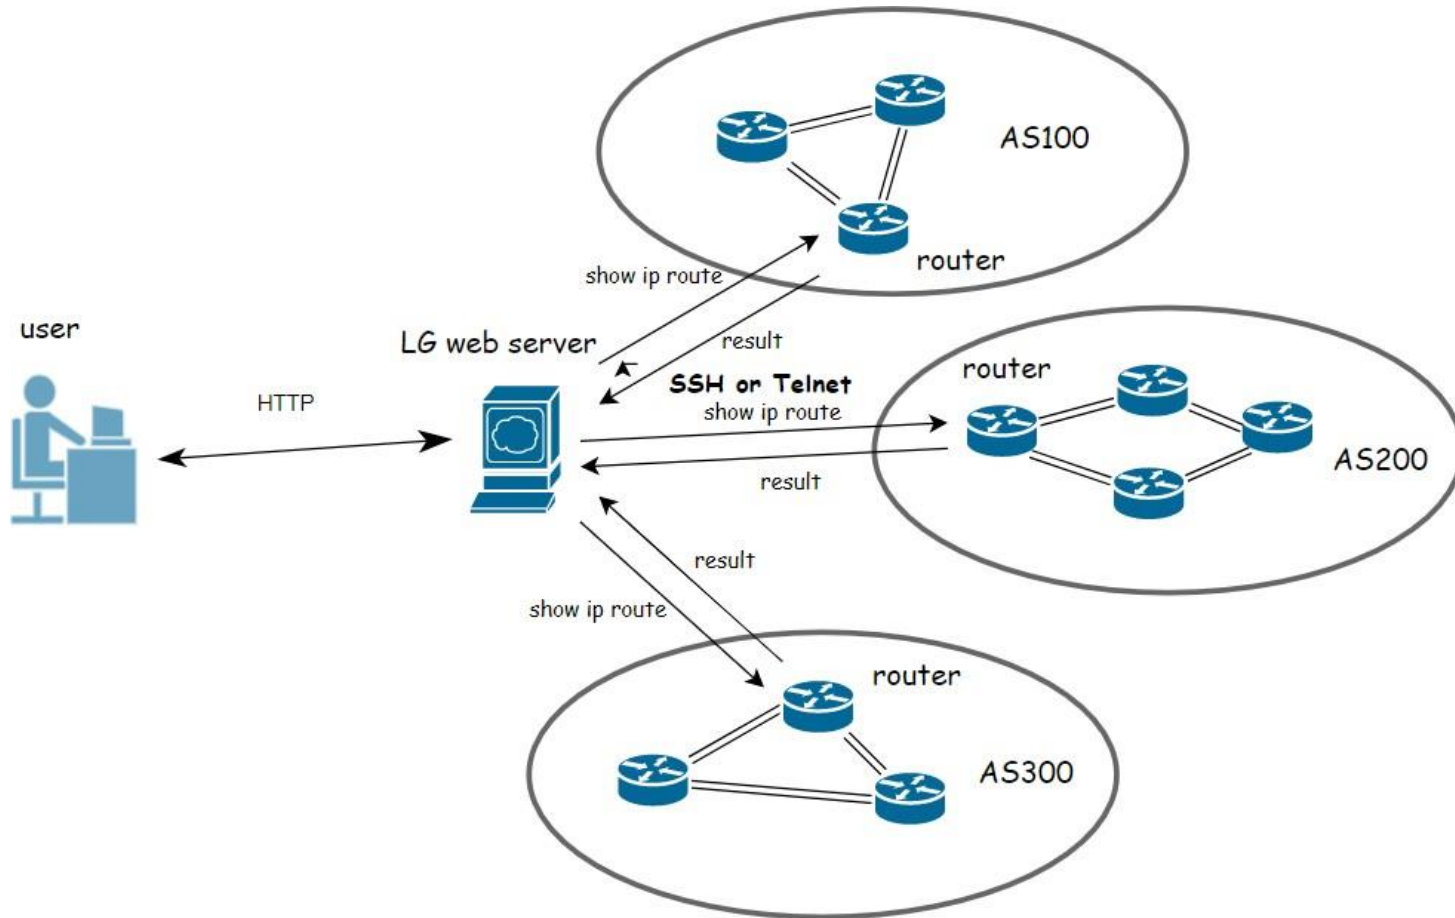 AS100
router
show ip route
result
user
LG web server
HTTP
SSH or Telnet
show ip route
result
router
AS200
result
show ip route
router
AS300